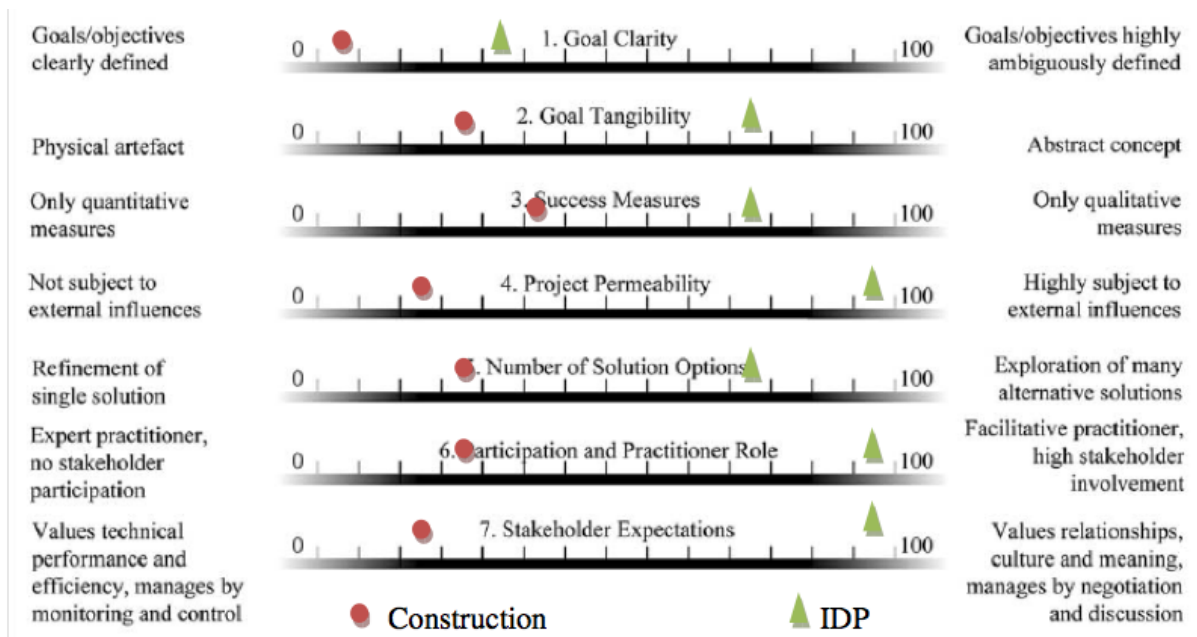 Goals/objectives
clearly defined
0
1. Goal Clarity
100
Goals/objectives highly
ambiguously defined
Physical artefact
0
2. Goal Tangibility
100
Abstract concept
Only quantitative
measures
0
3. Success Measures
100
Only qualitative
measures
Not subject to
external influences
0
4. Project Permeability
100
Highly subject to
external influences
Refinement of
single solution
0
5. Number of Solution Options
100
Exploration of many
alternative solutions
Expert practitioner,
no stakeholder
participation
0
6. Participation and Practitioner Role
100
Facilitative practitioner,
high stakeholder
involvement
Values technical
performance and
efficiency, manages by
monitoring and control
0
7. Stakeholder Expectations
100
Values relationships,
culture and meaning,
manages by negotiation
and discussion
Construction
IDP